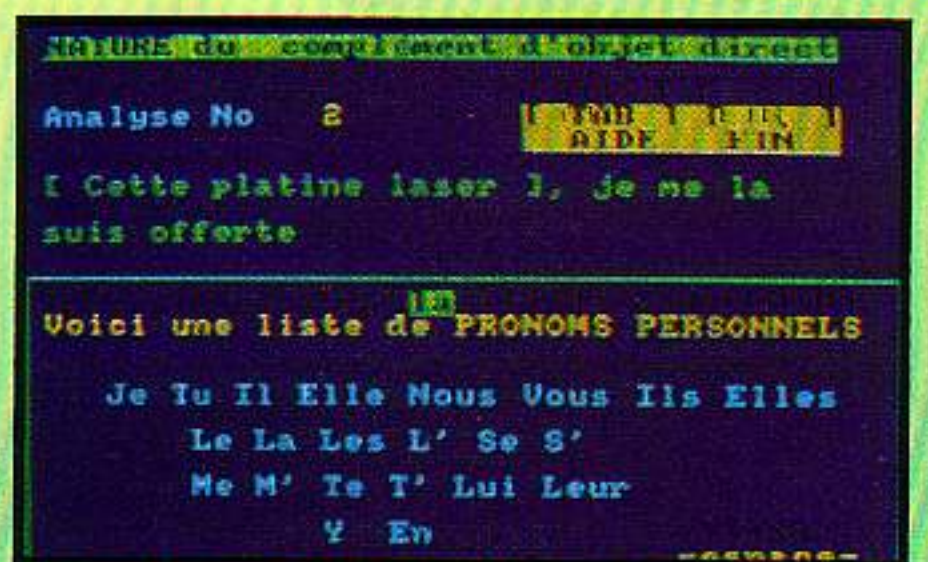 NATURE du compliment d'objet direct
Analyse No 2
AIDE FIN
[ Cette platine laser ], je me la
suis offerte
Voici une liste de PRONOMS PERSONNELS
Je Tu Il Elle Nous Vous Ils Elles
Le La Les L' Se S'
Me M' Te T' Lui Leur
Y En
-espace-